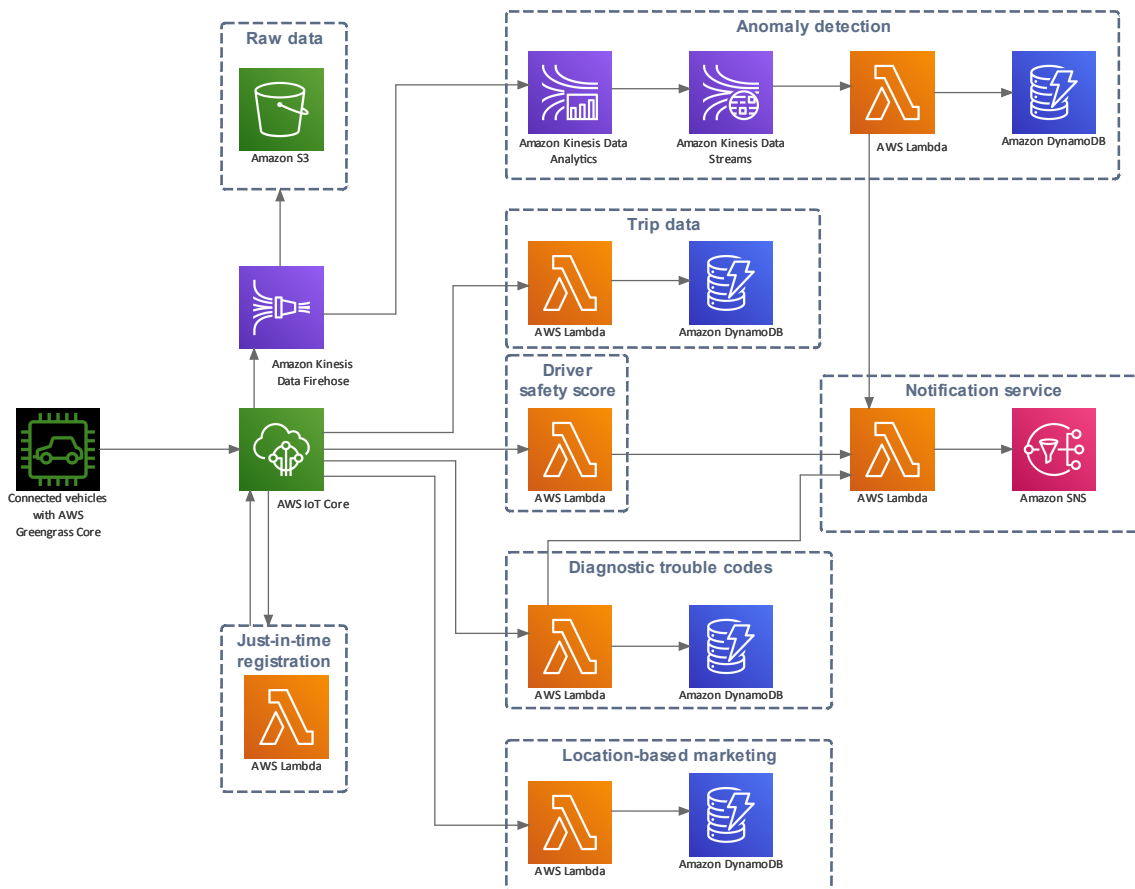 Raw data
Amazon S3
Anomaly detection
Amazon Kinesis Data
Analytics
Amazon Kinesis Data
Streams
AWS Lambda
Amazon DynamoDB
Trip data
AWS Lambda
Amazon DynamoDB
Amazon Kinesis
Data Firehose
Driver
safety score
AWS Lambda
Notification service
AWS Lambda
Amazon SNS
Connected vehicles
with AWS
Greengrass Core
AWS IoT Core
Diagnostic trouble codes
AWS Lambda
Amazon DynamoDB
Just-in-time
registration
AWS Lambda
Location-based marketing
AWS Lambda
Amazon DynamoDB